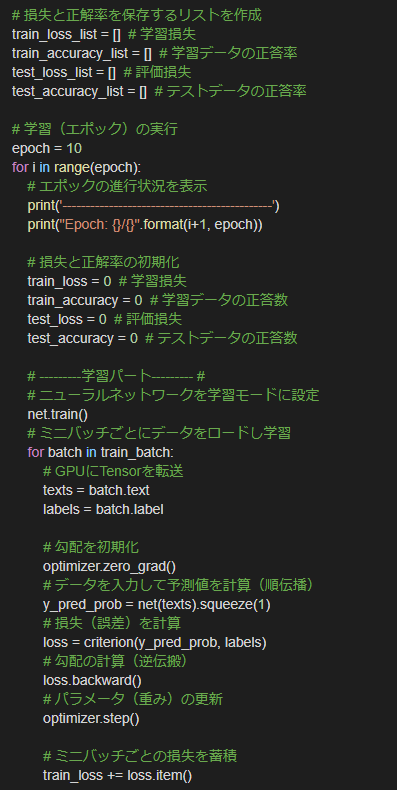 # 損失と正解率を保存するリストを作成
train_loss_list = []  # 学習損失
train_accuracy_list = []  # 学習データの正答率
test_loss_list = []  # 評価損失
test_accuracy_list = []  # テストデータの正答率
# 学習（エポック）の実行
epoch = 10
for i in range(epoch):
# エポックの進行状況を表示
print('---------------------------------------------')
print("Epoch: {}/{}".format(i+1, epoch))
# 損失と正解率の初期化
train_loss = 0  # 学習損失
train_accuracy = 0  # 学習データの正答数
test_loss = 0  # 評価損失
test_accuracy = 0  # テストデータの正答数
# ---------学習パート--------- #
# ニューラルネットワークを学習モードに設定
net.train()
# ミニバッチごとにデータをロードし学習
for batch in train_batch:
# GPUにTensorを転送
texts = batch.text
labels = batch.label
# 勾配を初期化
optimizer.zero_grad()
# データを入力して予測値を計算（順伝播）
y_pred_prob = net(texts).squeeze(1)
# 損失（誤差）を計算
loss = criterion(y_pred_prob, labels)
# 勾配の計算（逆伝搬）
loss.backward()
# パラメータ（重み）の更新
optimizer.step()
# ミニバッチごとの損失を蓄積
train_loss += loss.item()